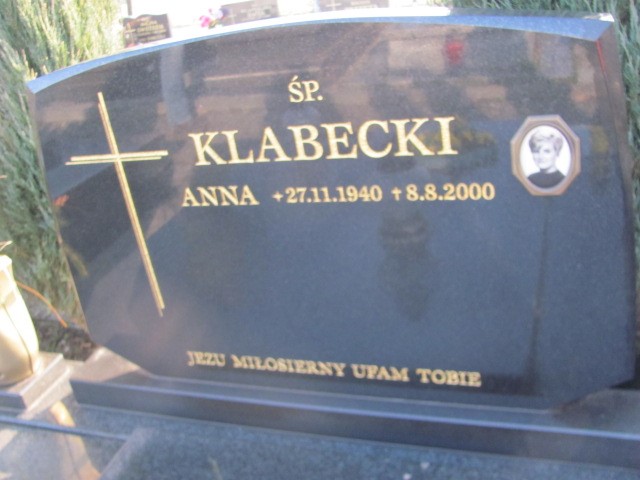 ŚP.
KLABECKI
ANNA +27.11.1940 †8.8.2000
JEZU MIŁOSIERNY UFAM TOBIE